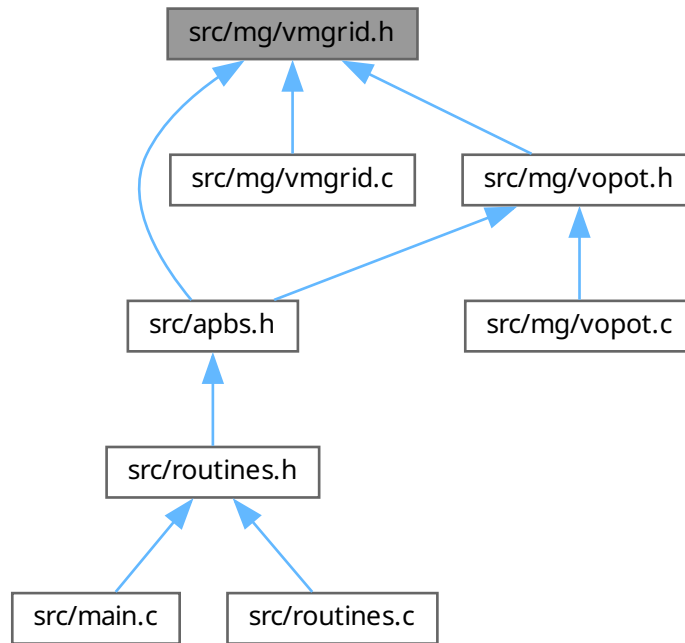 src/mg/vmgrid.h
src/mg/vmgrid.c
src/mg/vopot.h
src/apbs.h
src/mg/vopot.c
src/routines.h
src/main.c
src/routines.c